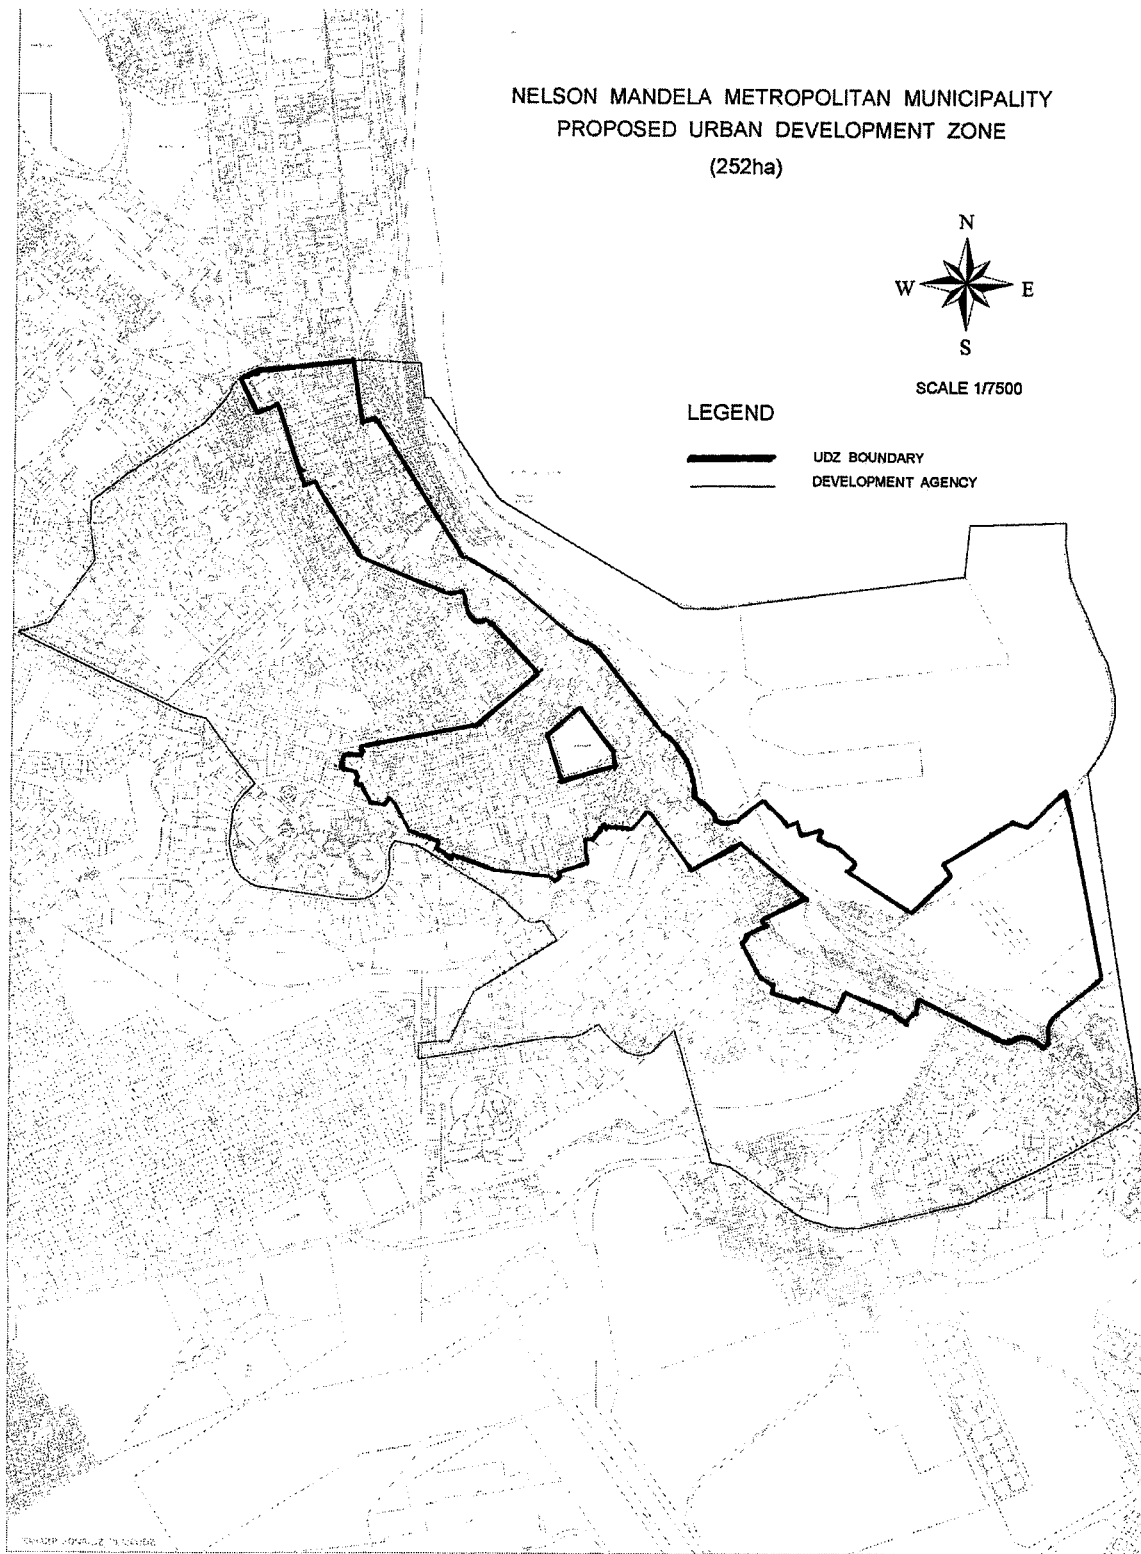 NELSON MANDELA METROPOLITAN MUNICIPALITY
PROPOSED URBAN DEVELOPMENT ZONE
(252ha)
N
W
E
S
SCALE 1/7500
LEGEND
UDZ BOUNDARY
DEVELOPMENT AGENCY